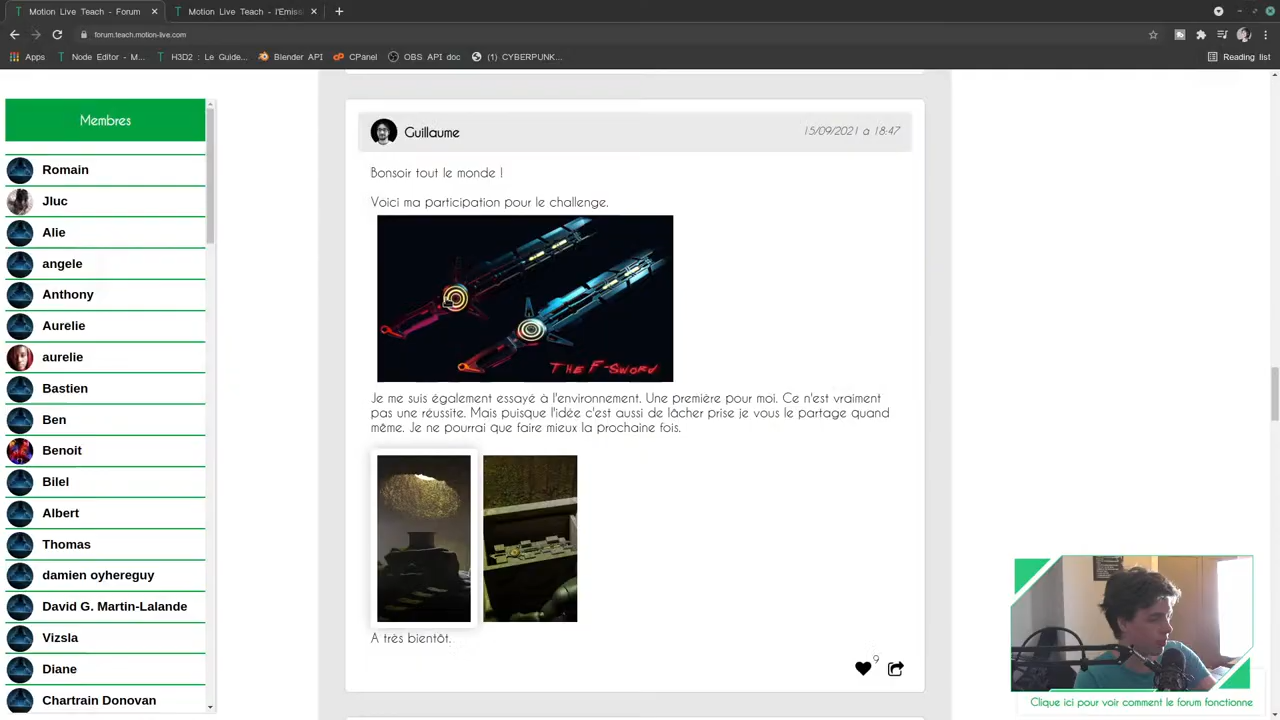 Motion Live Teach - Forum
Motion Live Teach - l'Emis
forum.teach.motion-live.com
Apps
Node Editor - M...
H3D2 : Le Guide...
Blender API
CPanel
OBS API doc
(1) CYBERPUNK...
Reading list
Membres
Romain
Jluc
Alie
angele
Anthony
Aurelie
aurelie
Bastien
Ben
Benoit
Bilel
Albert
Thomas
damien oyhereguy
David G. Martin-Lalande
Vizsla
Diane
Chartrain Donovan
Guillaume
15/09/2021 à 18:47
Bonsoir tout le monde !
Voici ma participation pour le challenge.
THE F-SWORD
Je me suis également essayé à l'environnement. Une première pour moi. Ce n'est vraiment
pas une réussite. Mais puisque l'idée c'est aussi de lâcher prise je vous le partage quand
même. Je ne pourrai que faire mieux la prochaine fois.
A très bientôt.
9
Clique ici pour voir comment le forum fonctionne